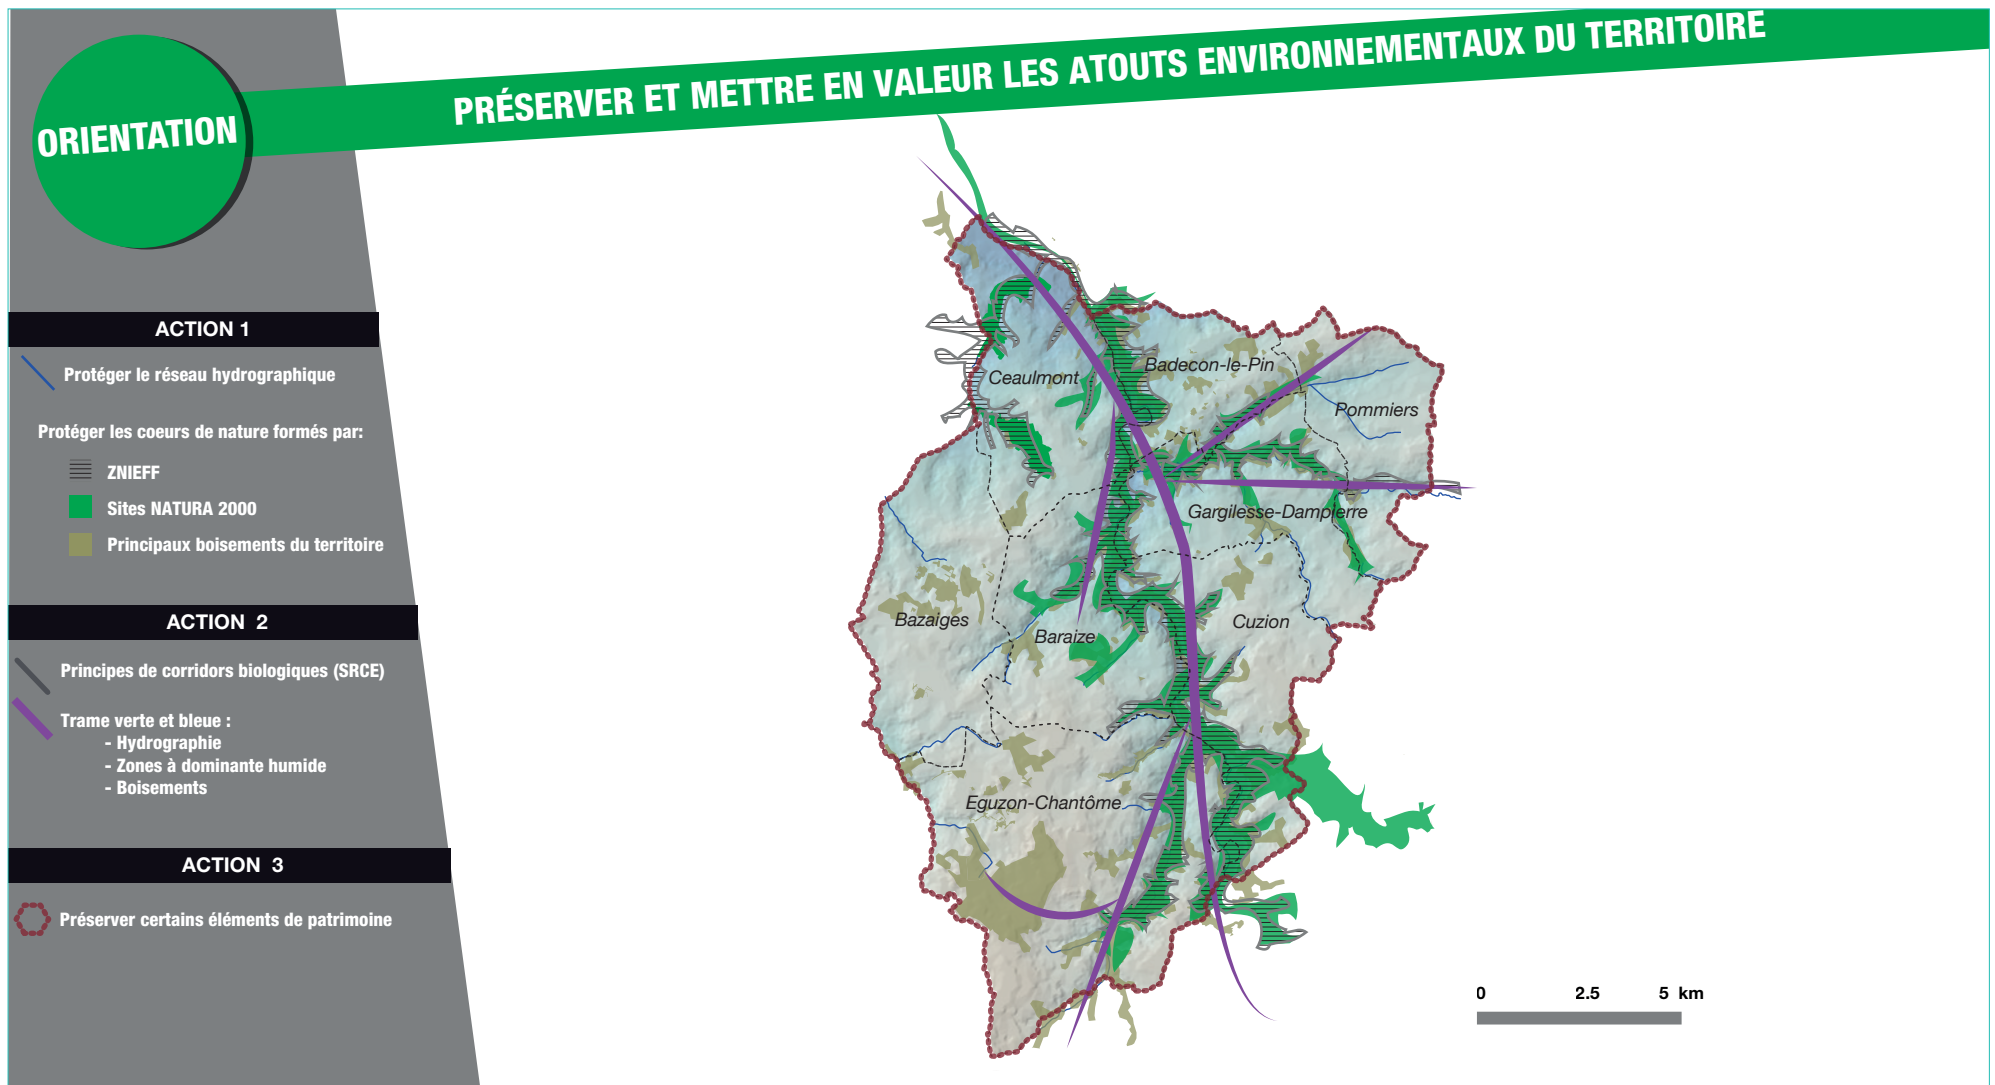 PRÉSERVER ET METTRE EN VALEUR LES ATOUTS ENVIRONNEMENTAUX DU TERRITOIRE
ORIENTATION
ACTION 1
Protéger le réseau hydrographique
Protéger les coeurs de nature formés par:
ZNIEFF
Sites NATURA 2000
Principaux boisements du territoire
ACTION 2
Principes de corridors biologiques (SRCE)
Trame verte et bleue :
- Hydrographie
- Zones à dominante humide
- Boisements
ACTION 3
Préserver certains éléments de patrimoine
Ceaulmont
Badecon-le-Pin
Pommiers
Gargilesse-Dampierre
Bazaiges
Baraize
Cuzion
Eguzon-Chantôme
0 2.5 5 km